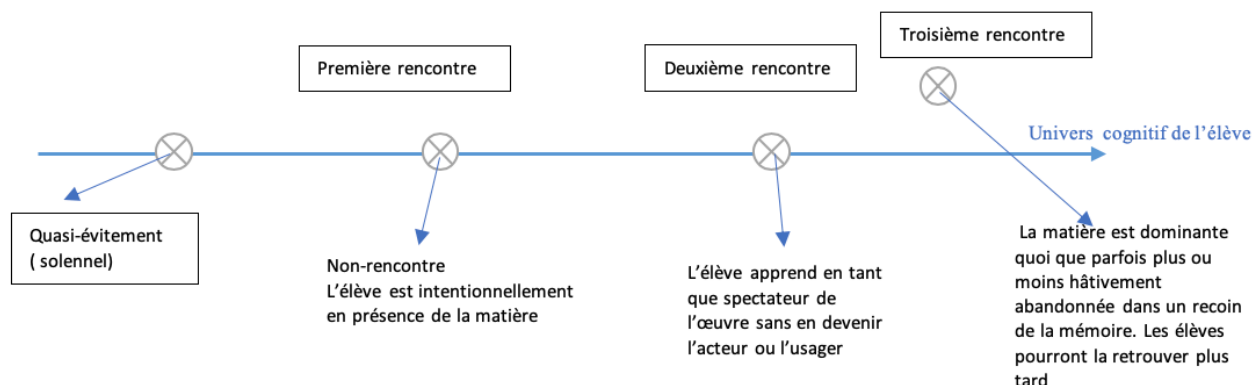 Troisième rencontre
Première rencontre
Deuxième rencontre
Univers cognitif de l'élève
Quasi-évitement
( solennel)
Non-rencontre
L'élève est intentionnellement
en présence de la matière
L'élève apprend en tant
que spectateur de
l'œuvre sans en devenir
l'acteur ou l'usager
La matière est dominante
quoi que parfois plus ou
moins hâtivement
abandonnée dans un recoin
de la mémoire. Les élèves
pourront la retrouver plus
tard